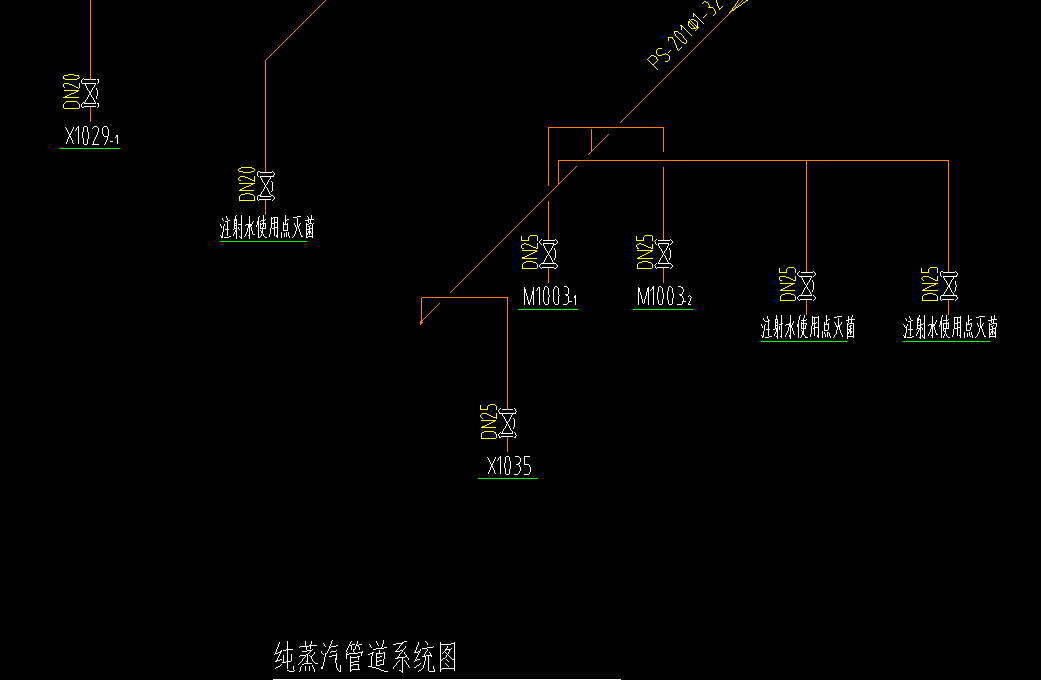 PS-201Φ1-32
DN20
X1029-1
DN20
注射水使用点灭菌
DN25
M1003-1
DN25
M1003-2
DN25
注射水使用点灭菌
DN25
注射水使用点灭菌
DN25
X1035
纯蒸汽管道系统图